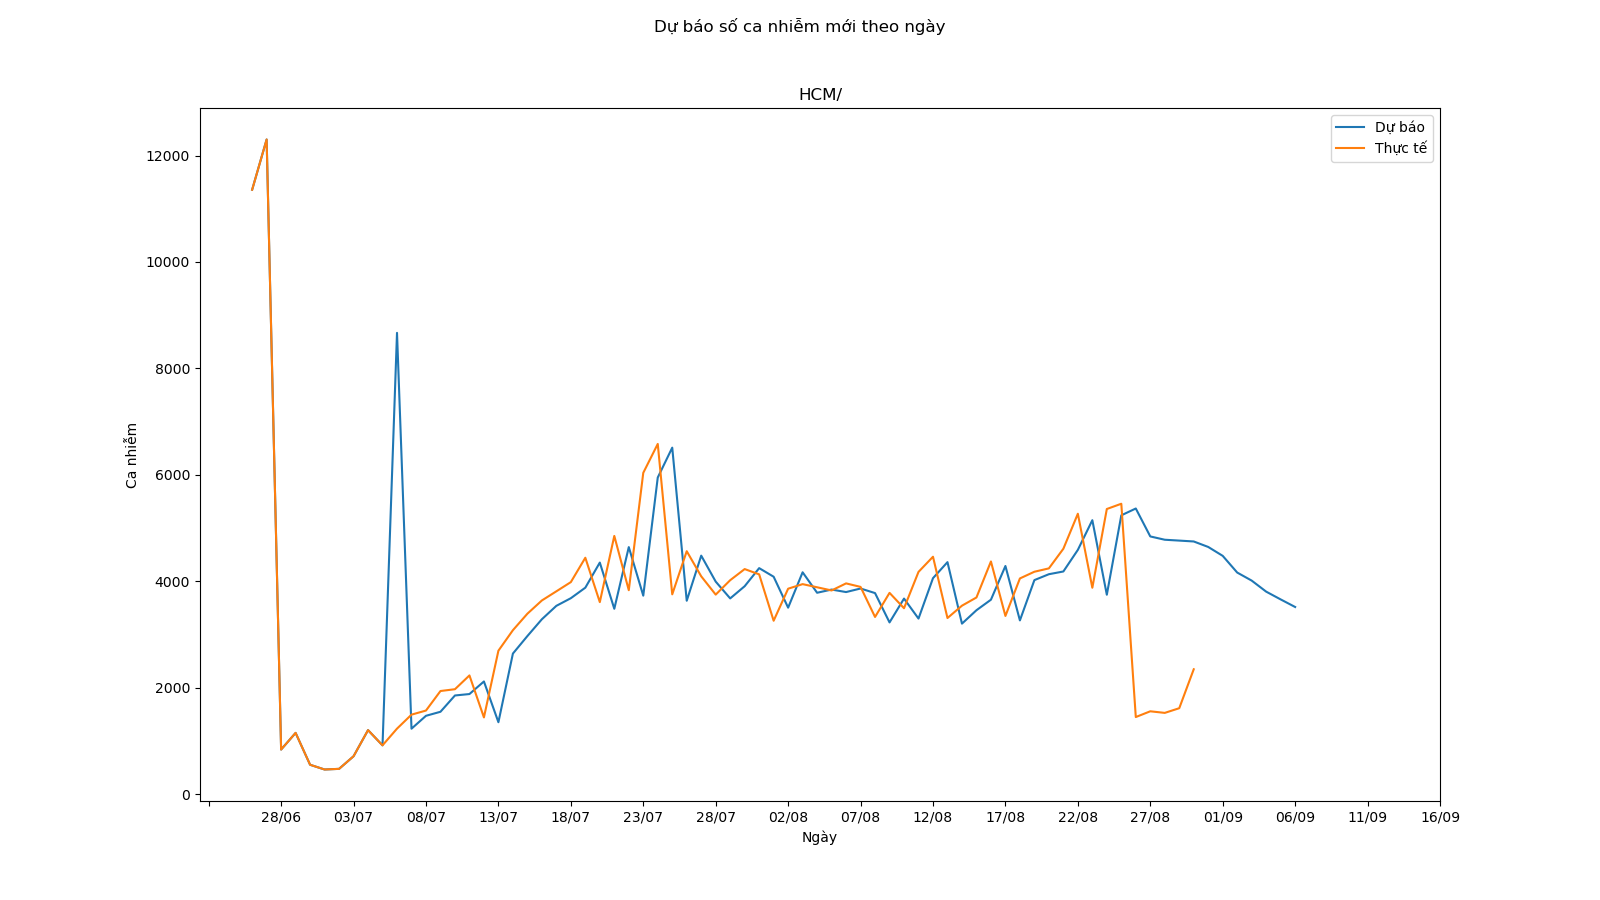 Dự báo số ca nhiễm mới theo ngày
HCM/
Dự báo
Thực tế
12000
10000
8000
6000
4000
2000
0
Ca nhiễm
28/06 03/07 08/07 13/07 18/07 23/07 28/07 02/08 07/08 12/08 17/08 22/08 27/08 01/09 06/09 11/09 16/09
Ngày